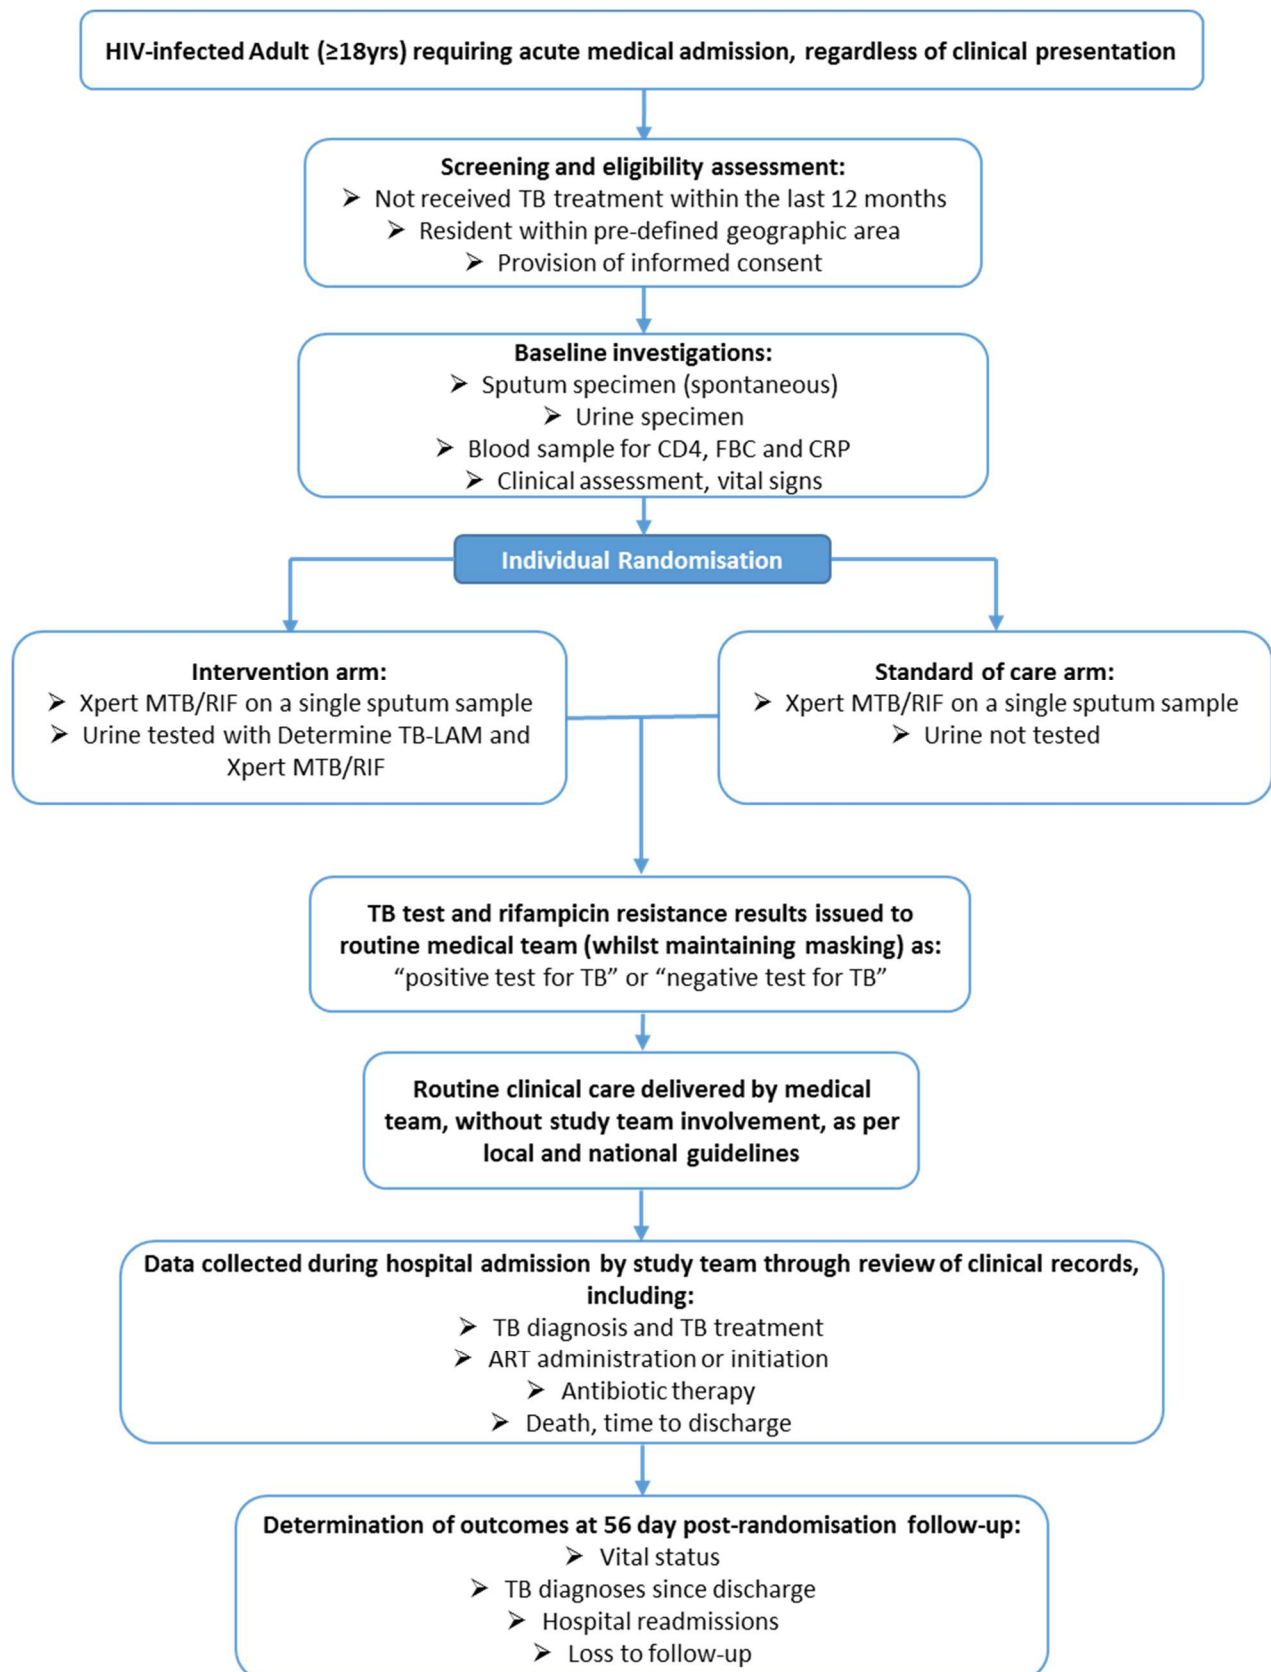 HIV-infected Adult (≥18yrs) requiring acute medical admission, regardless of clinical presentation
Screening and eligibility assessment:
➢ Not received TB treatment within the last 12 months
➢ Resident within pre-defined geographic area
➢ Provision of informed consent
Baseline investigations:
➢ Sputum specimen (spontaneous)
➢ Urine specimen
➢ Blood sample for CD4, FBC and CRP
➢ Clinical assessment, vital signs
Individual Randomisation
Intervention arm:
➢ Xpert MTB/RIF on a single sputum sample
➢ Urine tested with Determine TB-LAM and
Xpert MTB/RIF
Standard of care arm:
➢ Xpert MTB/RIF on a single sputum sample
➢ Urine not tested
TB test and rifampicin resistance results issued to
routine medical team (whilst maintaining masking) as:
“positive test for TB” or “negative test for TB”
Routine clinical care delivered by medical
team, without study team involvement, as per
local and national guidelines
Data collected during hospital admission by study team through review of clinical records,
including:
➢ TB diagnosis and TB treatment
➢ ART administration or initiation
➢ Antibiotic therapy
➢ Death, time to discharge
Determination of outcomes at 56 day post-randomisation follow-up:
➢ Vital status
➢ TB diagnoses since discharge
➢ Hospital readmissions
➢ Loss to follow-up